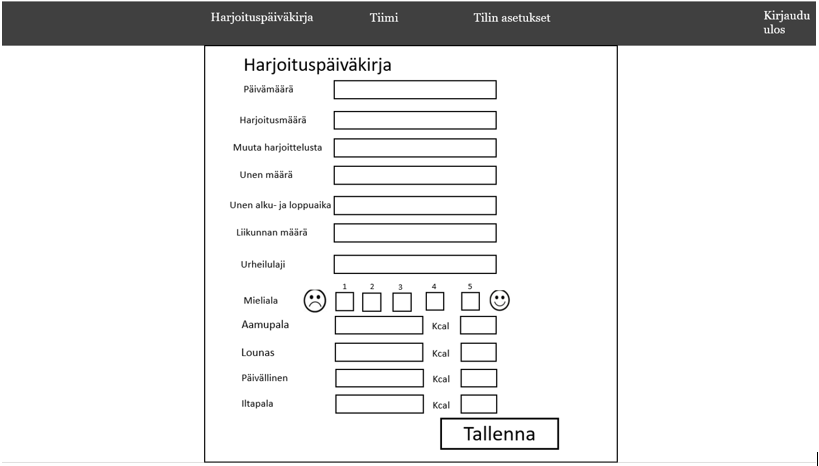 Harjoituspäiväkirja Tiimi Tilin asetukset Kirjaudu
ulos
Harjoituspäiväkirja
Päivämäärä
Harjoitusmäärä
Muuta harjoittelusta
Unen määrä
Unen alku- ja loppuaika
Liikunnan määrä
Urheilulaji
1 2 3 4 5
Mieliala
Aamupala Kcal
Lounas Kcal
Päivällinen Kcal
Iltapala Kcal
Tallenna